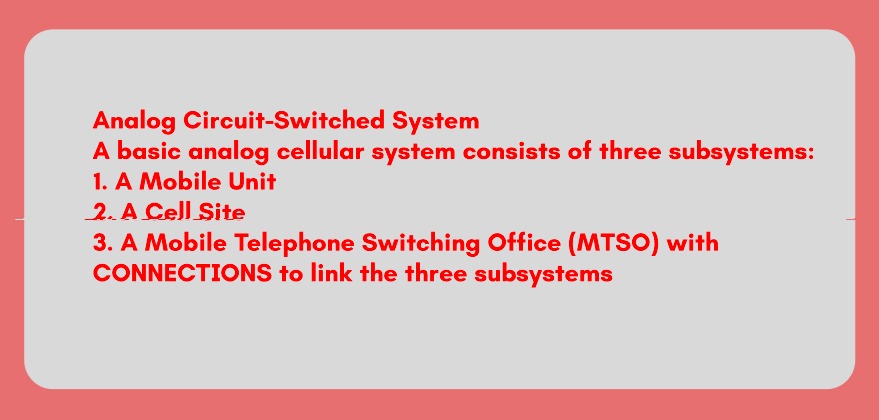 Analog Circuit-Switched System
A basic analog cellular system consists of three subsystems:
1. A Mobile Unit
2. A Cell Site
3. A Mobile Telephone Switching Office (MTSO) with
CONNECTIONS to link the three subsystems